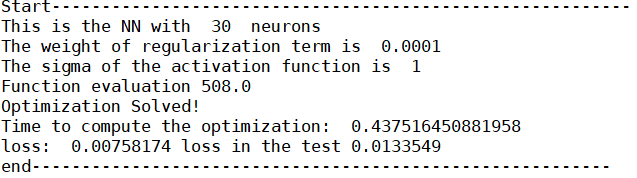 Start----------------------------------------------------------
This is the NN with  30  neurons
The weight of regularization term is  0.0001
The sigma of the activation function is  1
Function evaluation 508.0
Optimization Solved!
Time to compute the optimization:  0.437516450881958
loss:  0.00758174 loss in the test 0.0133549
end----------------------------------------------------------